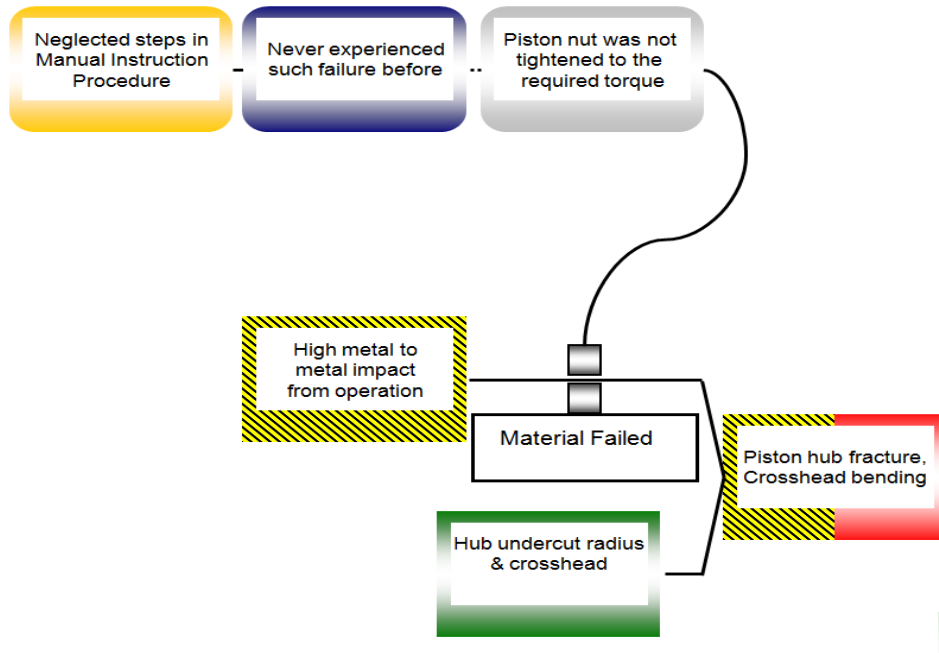 Neglected steps in
Manual Instruction
Procedure
Never experienced
such failure before
Piston nut was not
tightened to the
required torque
High metal to
metal impact
from operation
Material Failed
Piston hub fracture,
Crosshead bending
Hub undercut radius
& crosshead